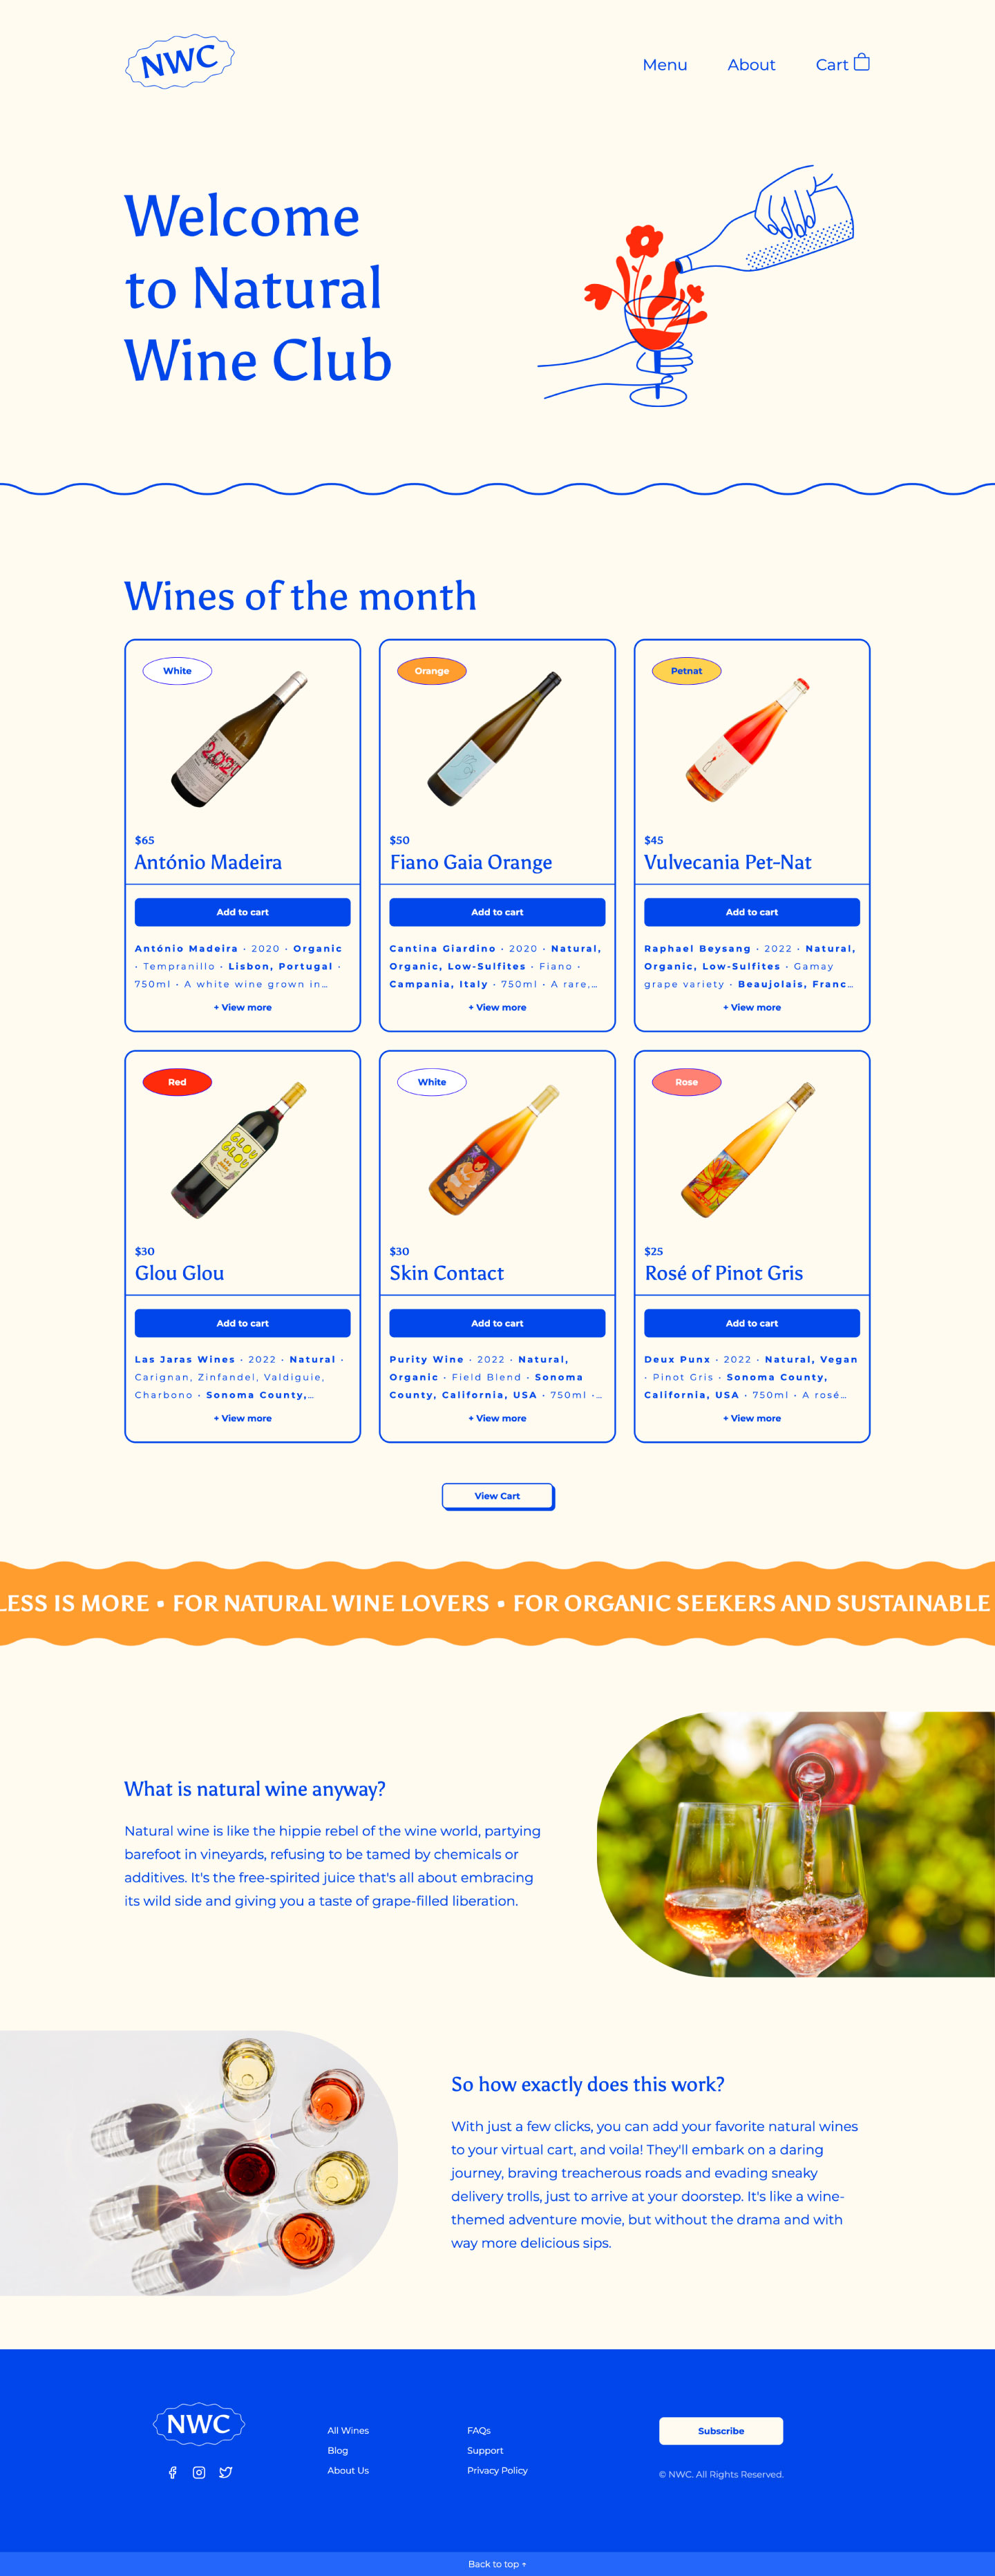 NWC
Menu About Cart
Welcome
to Natural
Wine Club
Wines of the month
White
2020
$65
António Madeira
Add to cart
António Madeira • 2020 • Organic
• Tempranillo • Lisbon, Portugal •
750ml • A white wine grown in…
+ View more
Orange
$50
Fiano Gaia Orange
Add to cart
Cantina Giardino • 2020 • Natural,
Organic, Low-Sulfites • Fiano •
Campania, Italy • 750ml • A rare,…
+ View more
Petnat
$45
Vulvecania Pet-Nat
Add to cart
Raphael Beysang • 2022 • Natural,
Organic, Low-Sulfites • Gamay
grape variety • Beaujolais, Franc…
+ View more
Red
GLOU
GLOU
$30
Glou Glou
Add to cart
Las Jaras Wines • 2022 • Natural •
Carignan, Zinfandel, Valdiguie,
Charbono • Sonoma County,…
+ View more
White
$30
Skin Contact
Add to cart
Purity Wine • 2022 • Natural,
Organic • Field Blend • Sonoma
County, California, USA • 750ml •…
+ View more
Rose
$25
Rosé of Pinot Gris
Add to cart
Deux Punx • 2022 • Natural, Vegan
• Pinot Gris • Sonoma County,
California, USA • 750ml • A rosé…
+ View more
View Cart
LESS IS MORE • FOR NATURAL WINE LOVERS • FOR ORGANIC SEEKERS AND SUSTAINABLE
What is natural wine anyway?
Natural wine is like the hippie rebel of the wine world, partying
barefoot in vineyards, refusing to be tamed by chemicals or
additives. It's the free-spirited juice that's all about embracing
its wild side and giving you a taste of grape-filled liberation.
So how exactly does this work?
With just a few clicks, you can add your favorite natural wines
to your virtual cart, and voila! They'll embark on a daring
journey, braving treacherous roads and evading sneaky
delivery trolls, just to arrive at your doorstep. It's like a wine-
themed adventure movie, but without the drama and with
way more delicious sips.
NWC
All Wines
Blog
About Us
FAQs
Support
Privacy Policy
Subscribe
© NWC. All Rights Reserved.
Back to top ↑